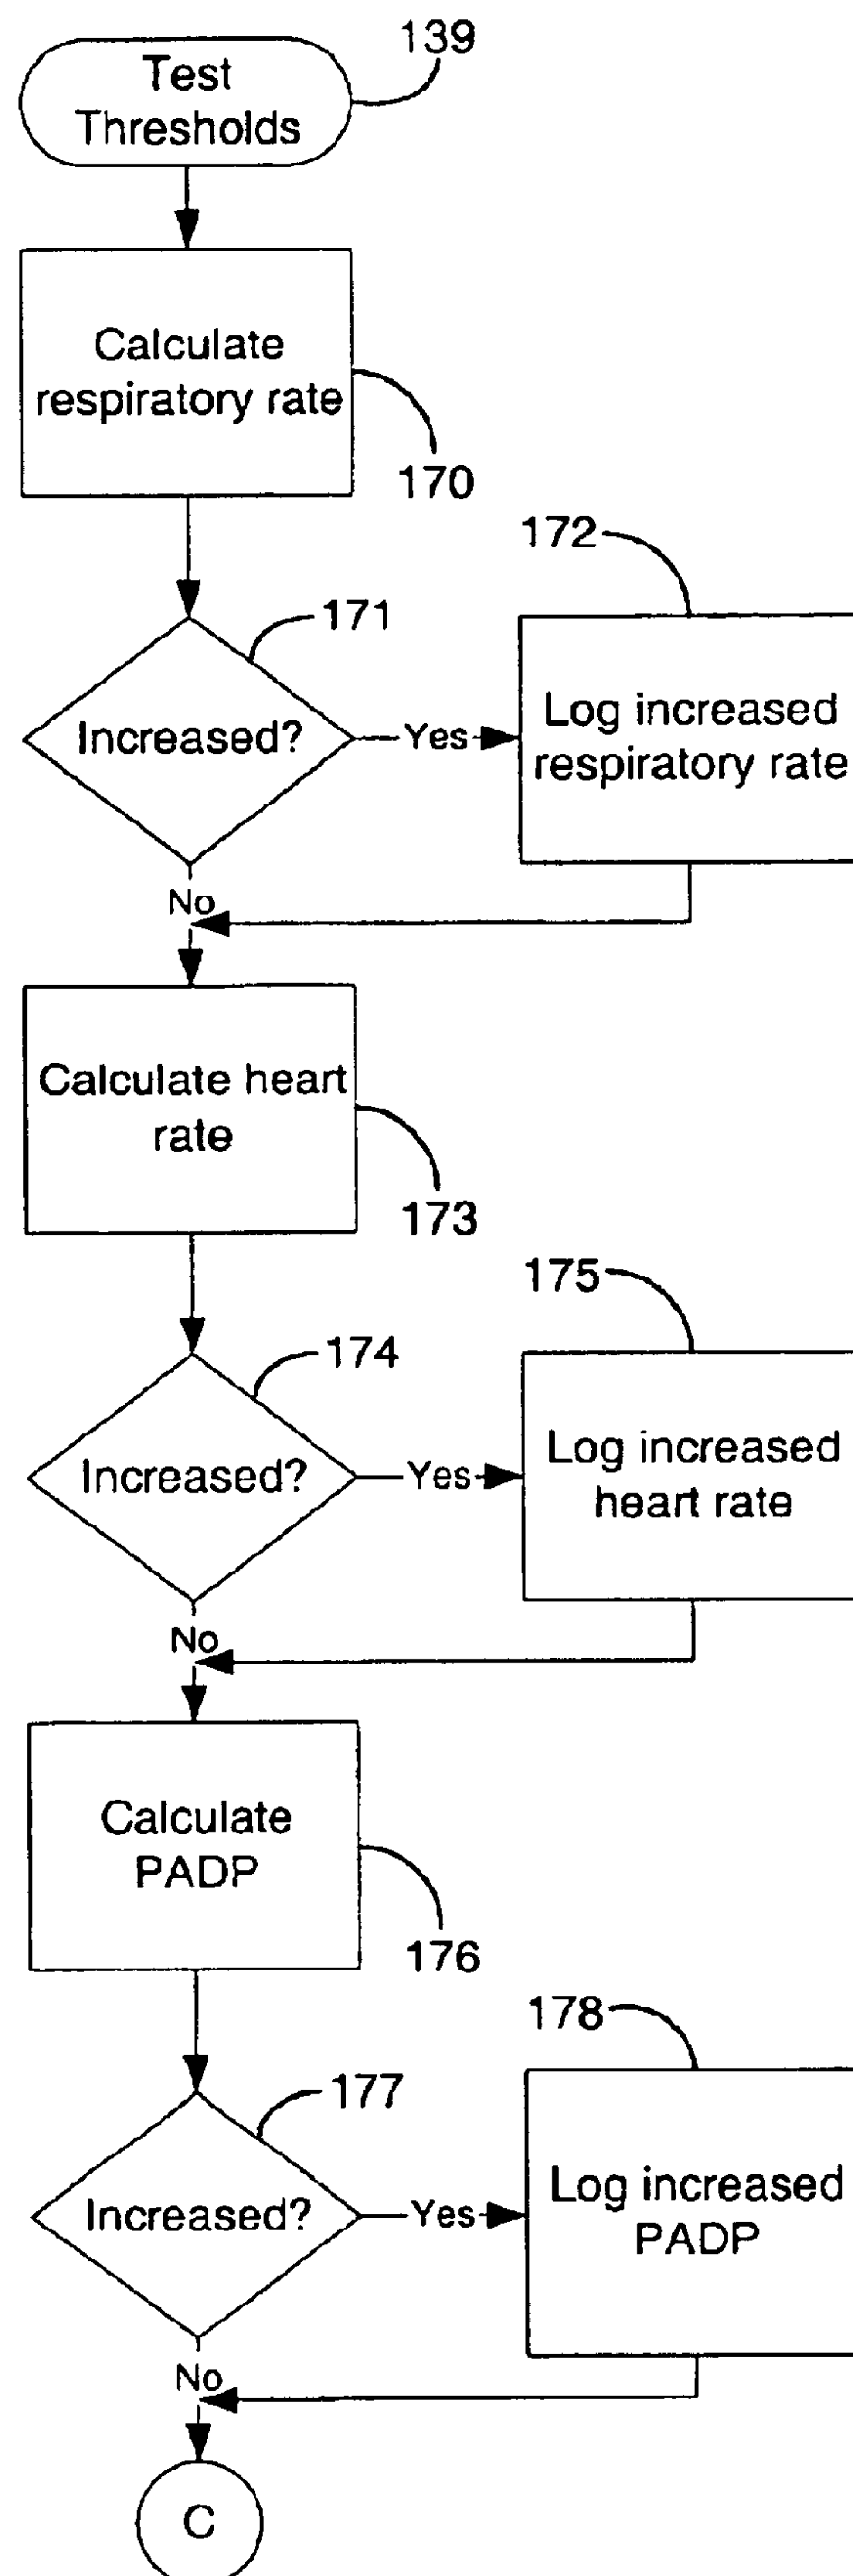 139
Test
Thresholds
Calculate
respiratory rate
170
172
171
Increased?
Yes
Log increased
respiratory rate
No
Calculate heart
rate
173
175
174
Increased?
Yes
Log increased
heart rate
No
Calculate
PADP
176
178
177
Increased?
Yes
Log increased
PADP
No
C